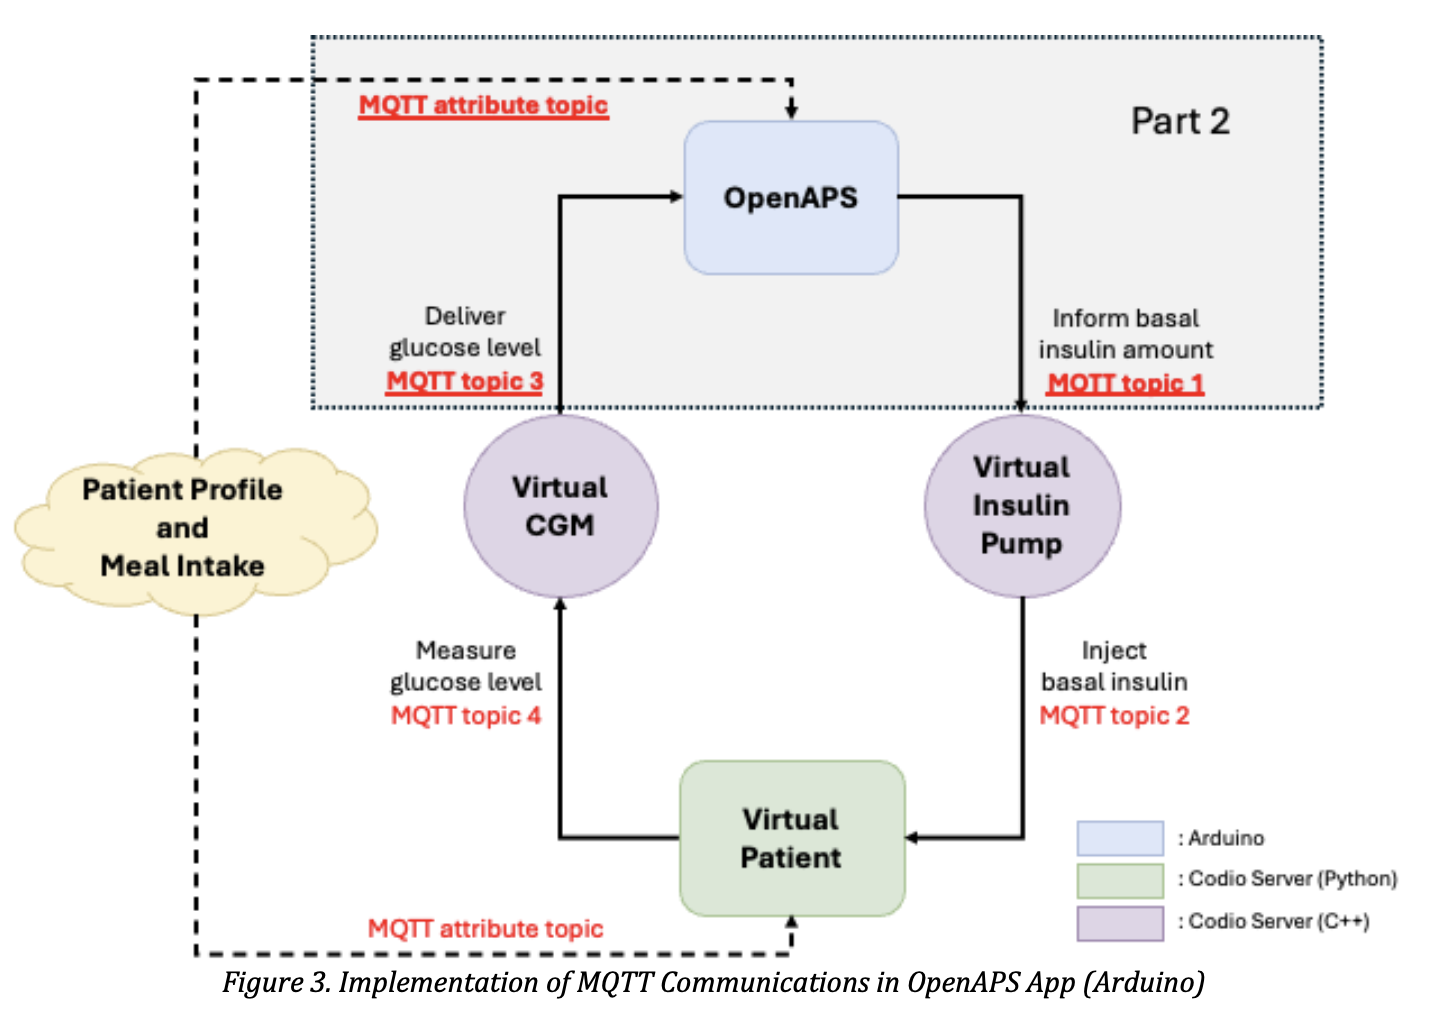 MQTT attribute topic
Part 2
OpenAPS
Deliver
glucose level
MQTT topic 3
Inform basal
insulin amount
MQTT topic 1
Patient Profile
and
Meal Intake
Virtual
CGM
Virtual
Insulin
Pump
Measure
glucose level
MQTT topic 4
Inject
basal insulin
MQTT topic 2
Virtual
Patient
: Arduino
: Codio Server (Python)
: Codio Server (C++)
MQTT attribute topic
Figure 3. Implementation of MQTT Communications in OpenAPS App (Arduino)